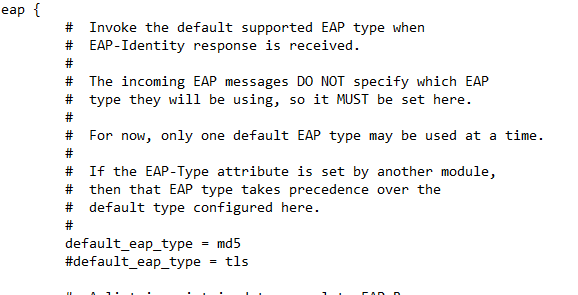 eap {
# Invoke the default supported EAP type when
# EAP-Identity response is received.
#
# The incoming EAP messages DO NOT specify which EAP
# type they will be using, so it MUST be set here.
#
# For now, only one default EAP type may be used at a time.
#
# If the EAP-Type attribute is set by another module,
# then that EAP type takes precedence over the
# default type configured here.
#
default_eap_type = md5
#default_eap_type = tls